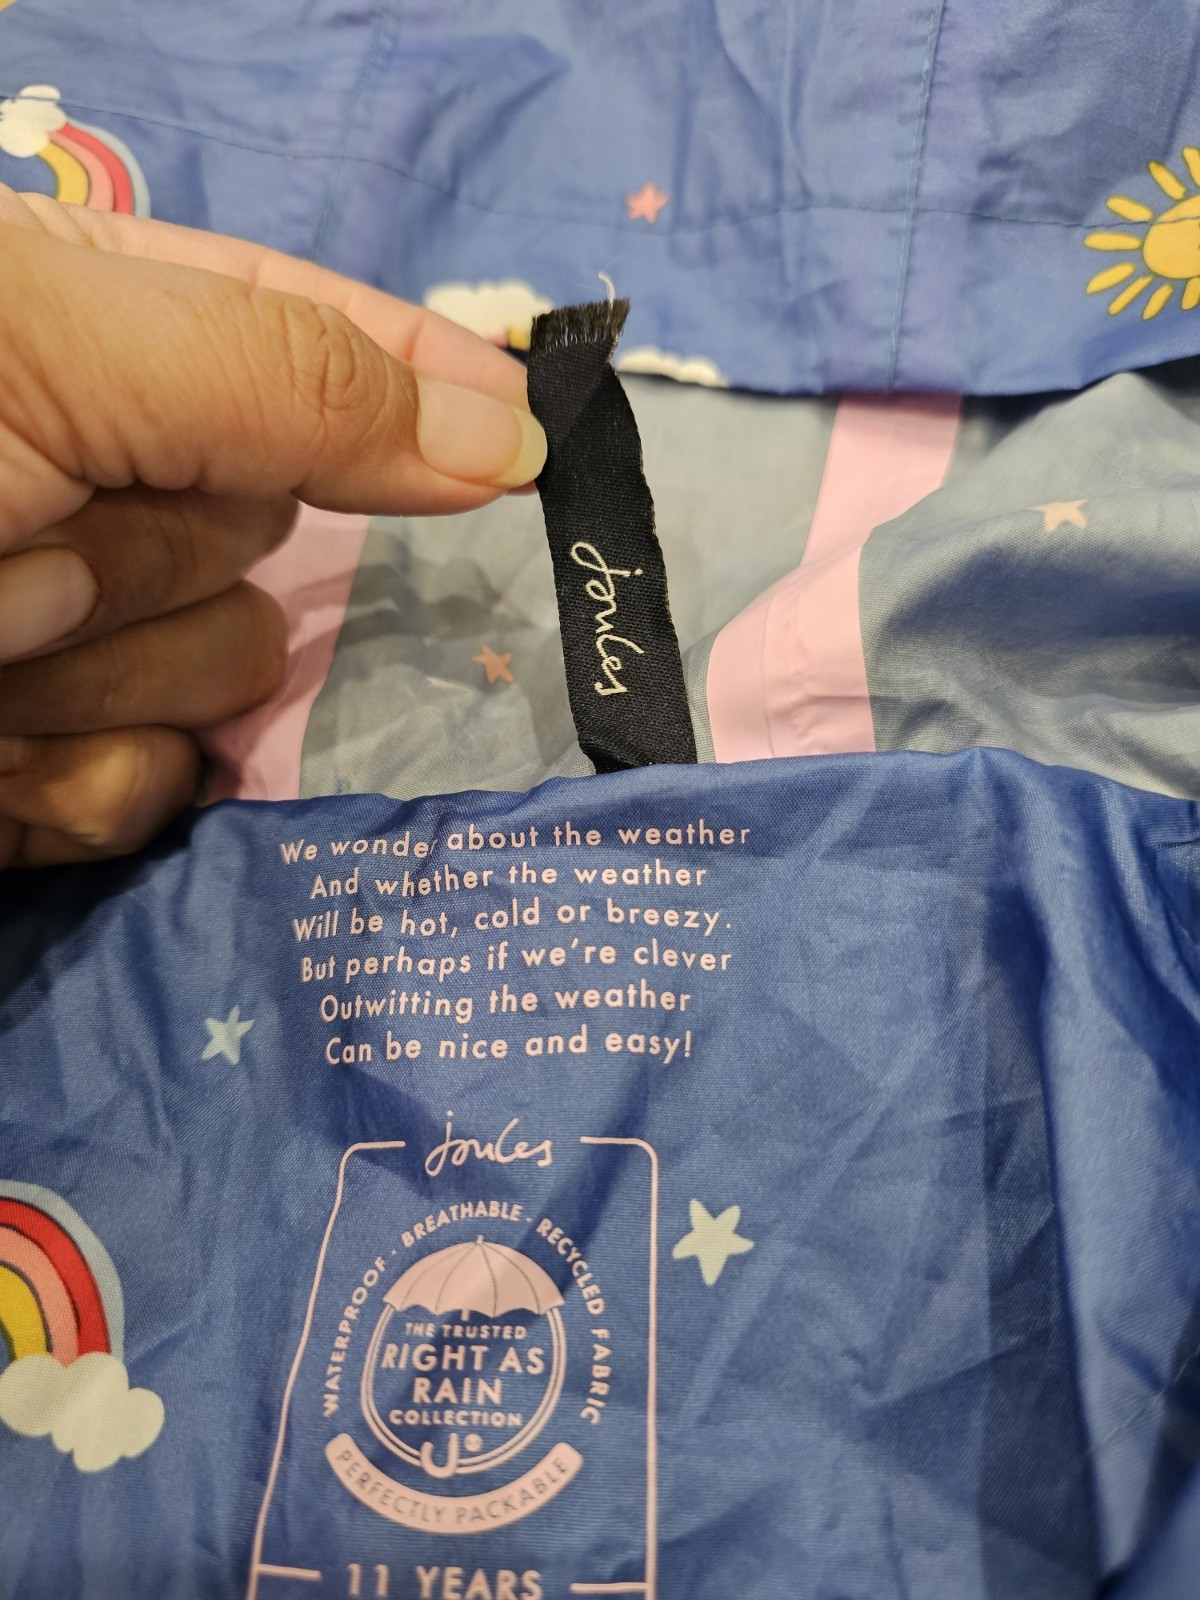 joules
We wonder about the weather
And whether the weather
Will be hot, cold or breezy.
But perhaps if we're clever
Outwitting the weather
Can be nice and easy!
joules
WATERPROOF · BREATHABLE · RECYCLED FABRIC
THE TRUSTED
RIGHT AS
RAIN
COLLECTION
PERFECTLY PACKABLE
11 YEARS